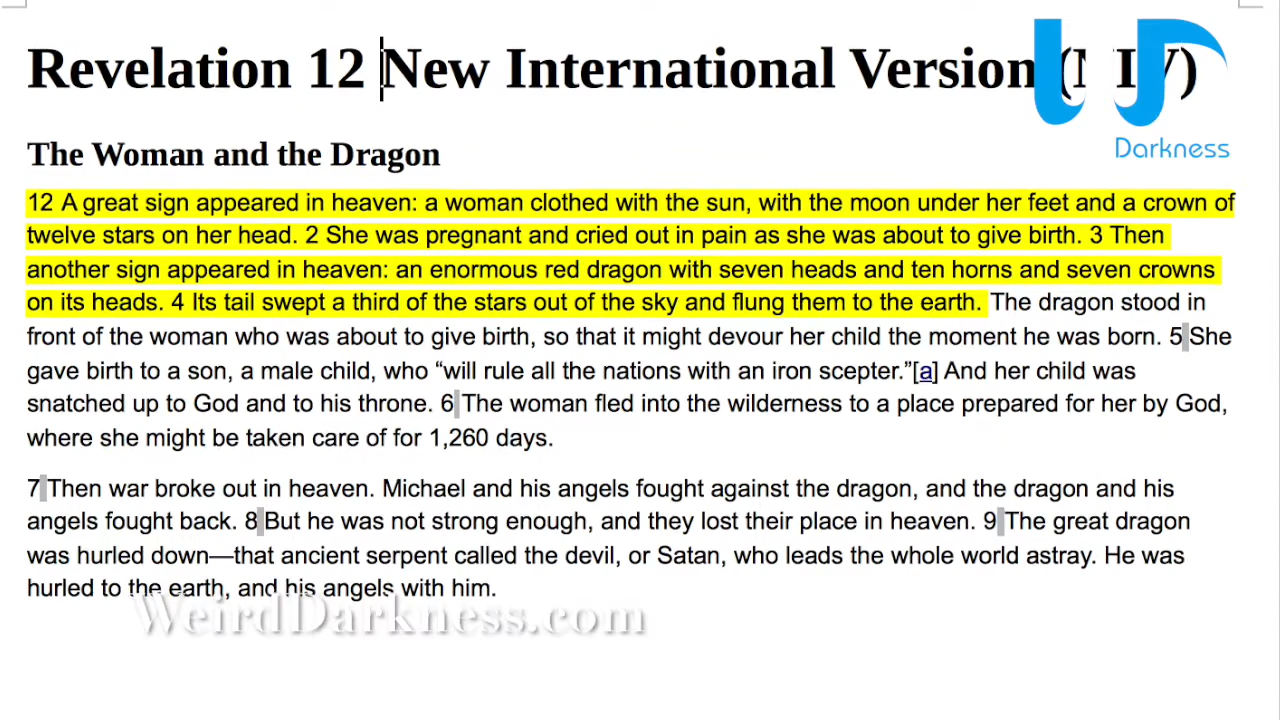 Revelation 12 New International Version (NIV)
Darkness
The Woman and the Dragon
12 A great sign appeared in heaven: a woman clothed with the sun, with the moon under her feet and a crown of
twelve stars on her head. 2 She was pregnant and cried out in pain as she was about to give birth. 3 Then
another sign appeared in heaven: an enormous red dragon with seven heads and ten horns and seven crowns
on its heads. 4 Its tail swept a third of the stars out of the sky and flung them to the earth. The dragon stood in
front of the woman who was about to give birth, so that it might devour her child the moment he was born. 5 She
gave birth to a son, a male child, who “will rule all the nations with an iron scepter.”[a] And her child was
snatched up to God and to his throne. 6 The woman fled into the wilderness to a place prepared for her by God,
where she might be taken care of for 1,260 days.
7 Then war broke out in heaven. Michael and his angels fought against the dragon, and the dragon and his
angels fought back. 8 But he was not strong enough, and they lost their place in heaven. 9 The great dragon
was hurled down—that ancient serpent called the devil, or Satan, who leads the whole world astray. He was
hurled to the earth, and his angels with him.
WeirdDarkness.com